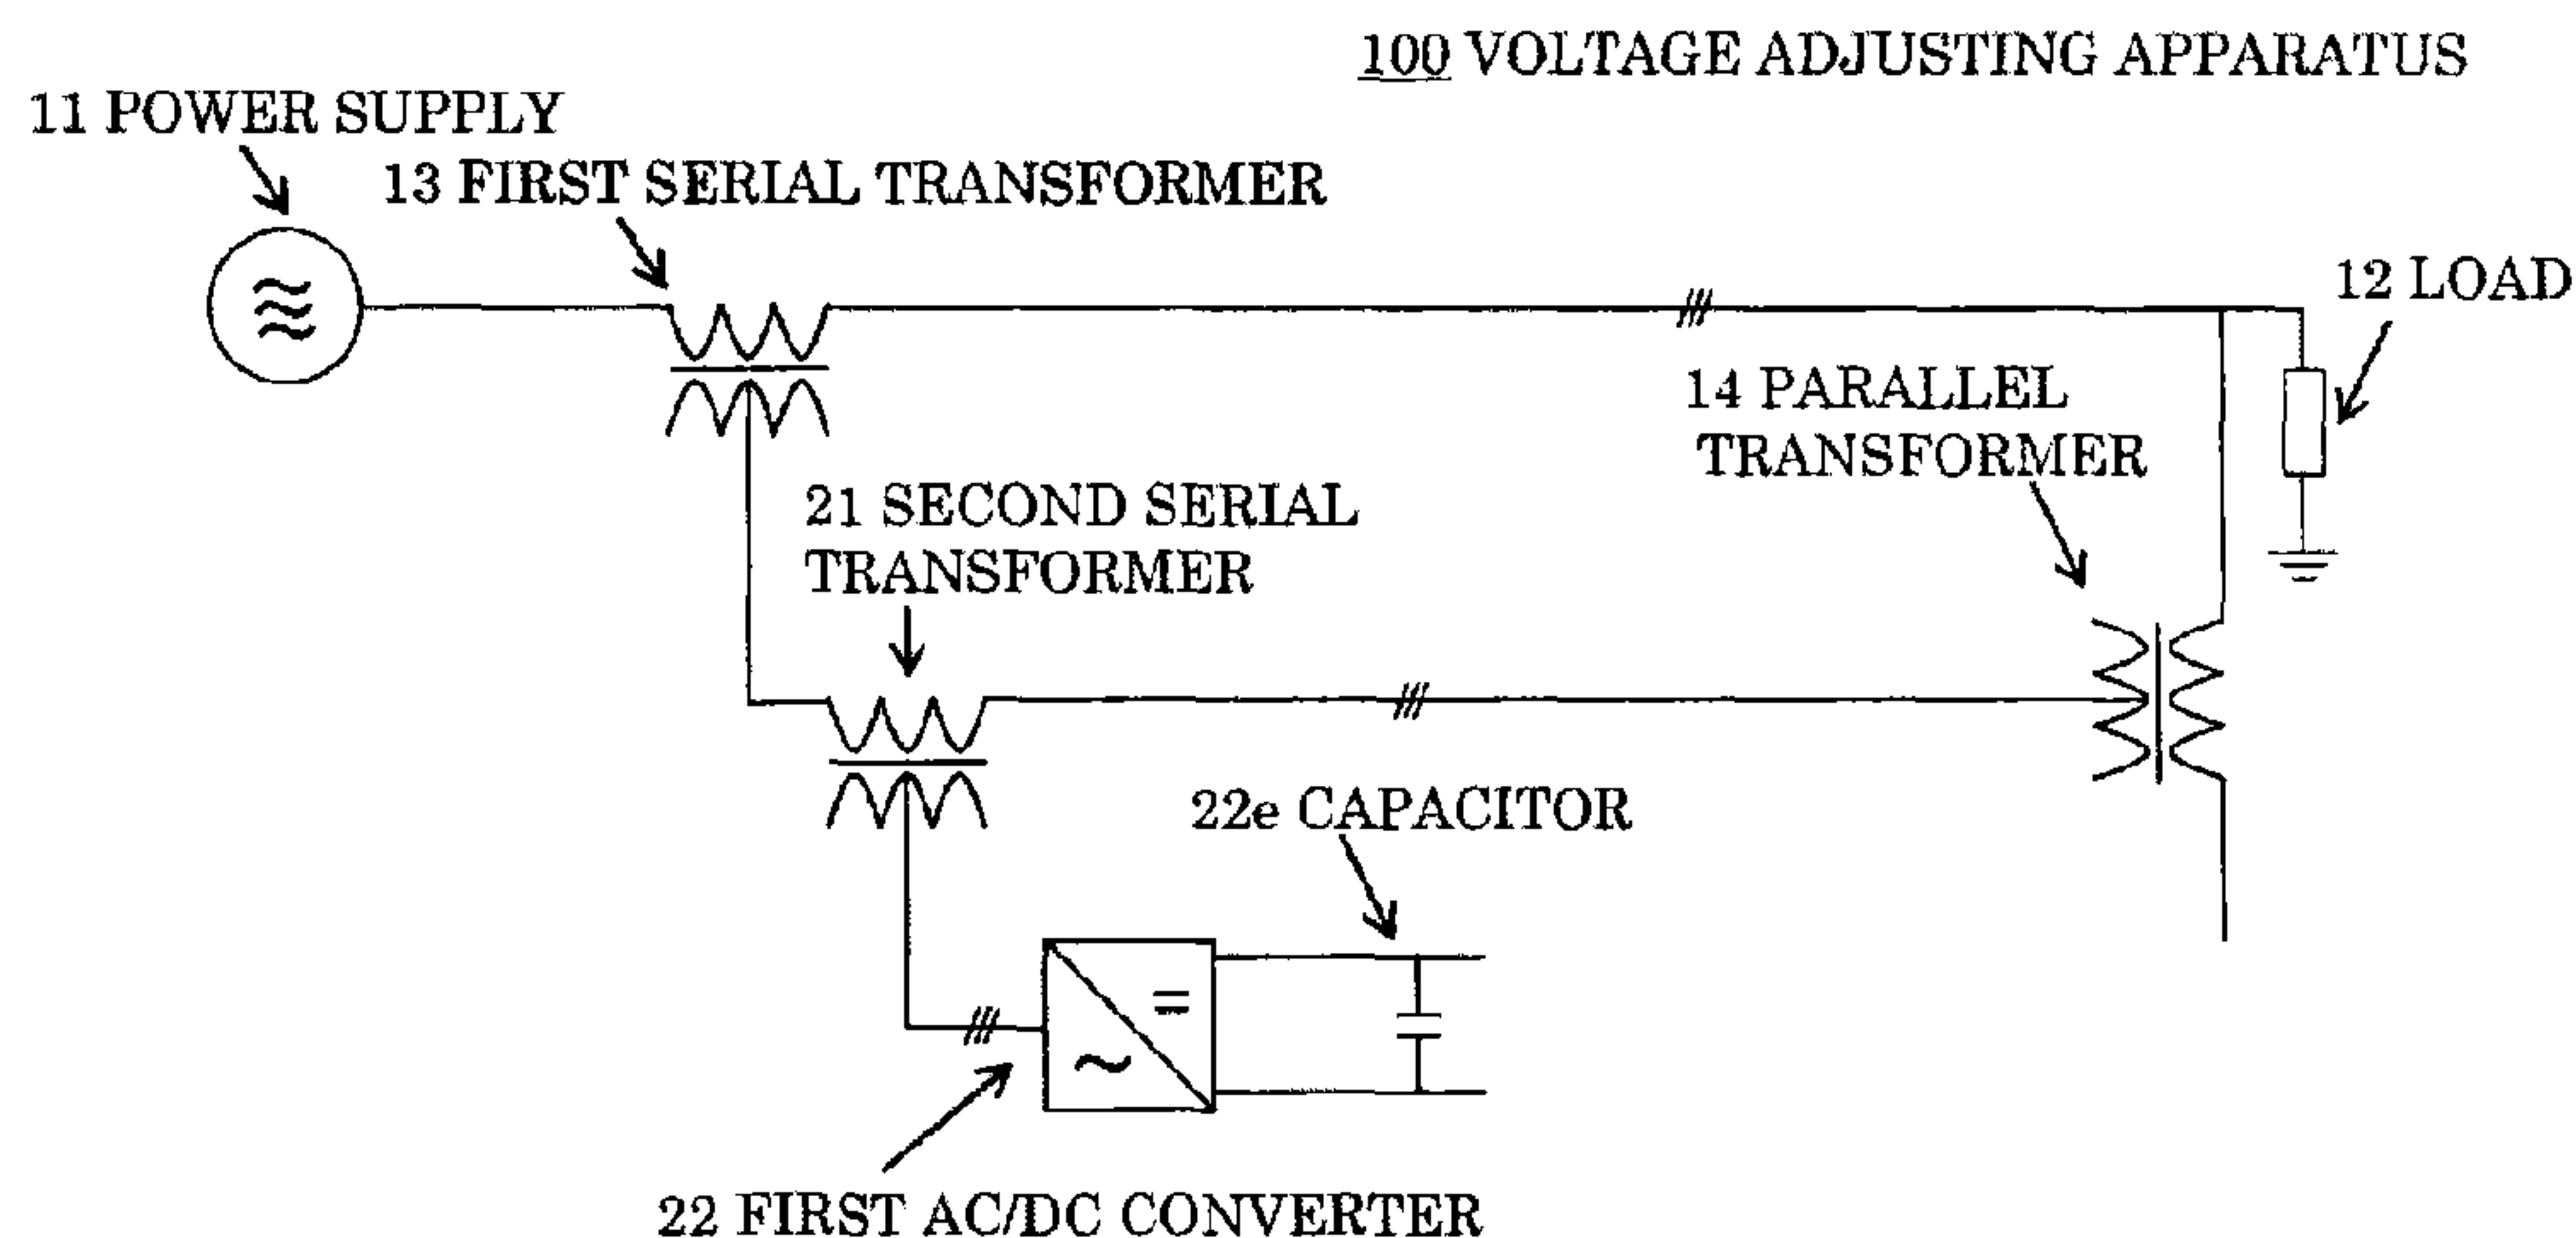 100 VOLTAGE ADJUSTING APPARATUS
11 POWER SUPPLY
13 FIRST SERIAL TRANSFORMER
12 LOAD
14 PARALLEL
TRANSFORMER
21 SECOND SERIAL
TRANSFORMER
22e CAPACITOR
22 FIRST AC/DC CONVERTER